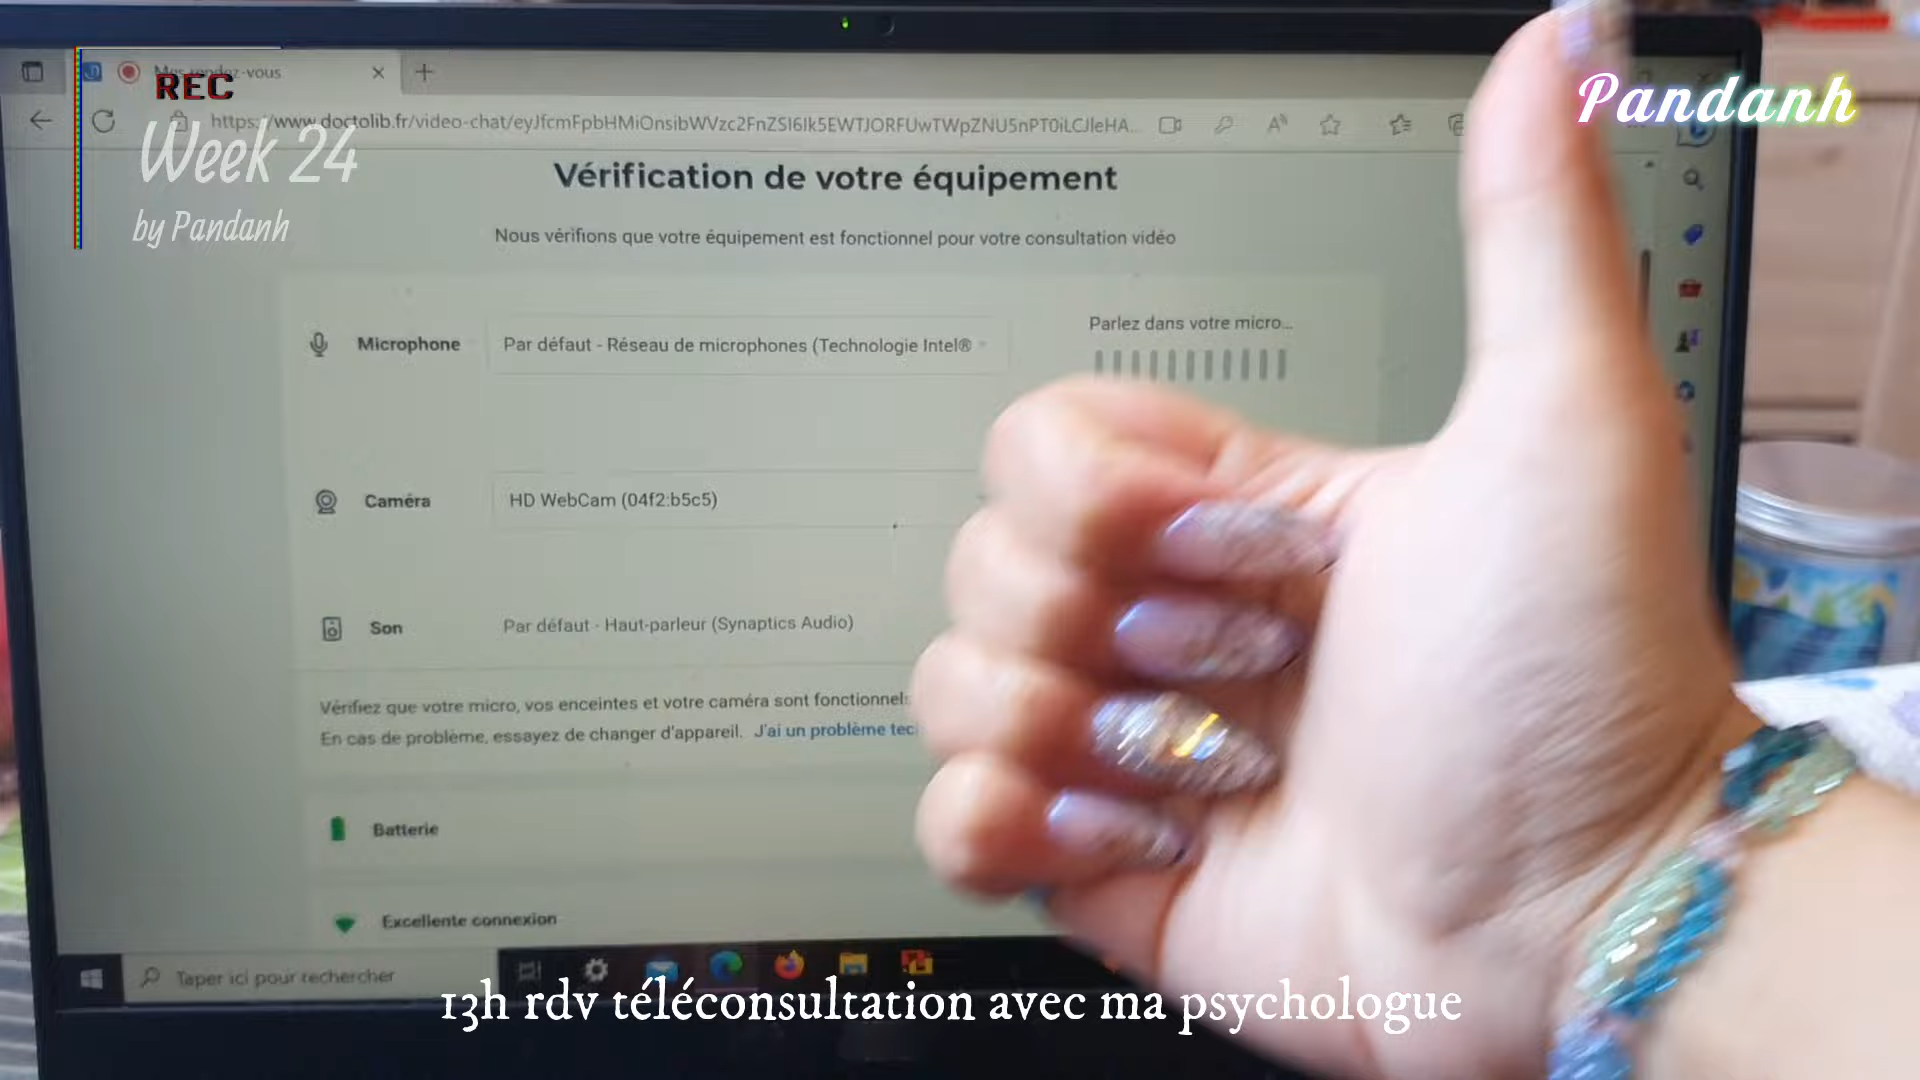 Mes rendez-vous
REC
Pandanh
https://www.doctolib.fr/video-chat/eyJfcmFpbHMiOnsibWVzc2FnZSI6Ik5EWTJORFUwTWpZNU5nPT0iLCJleHA...
Week 24
by Pandanh
Vérification de votre équipement
Nous vérifions que votre équipement est fonctionnel pour votre consultation vidéo
Parlez dans votre micro...
Microphone
Par défaut - Réseau de microphones (Technologie Intel®
Caméra
HD WebCam (04f2:b5c5)
Son
Par défaut - Haut-parleur (Synaptics Audio)
Vérifiez que votre micro, vos enceintes et votre caméra sont fonctionnels
En cas de problème, essayez de changer d'appareil. J'ai un problème tec
Batterie
Excellente connexion
Taper ici pour rechercher
13h rdv téléconsultation avec ma psychologue